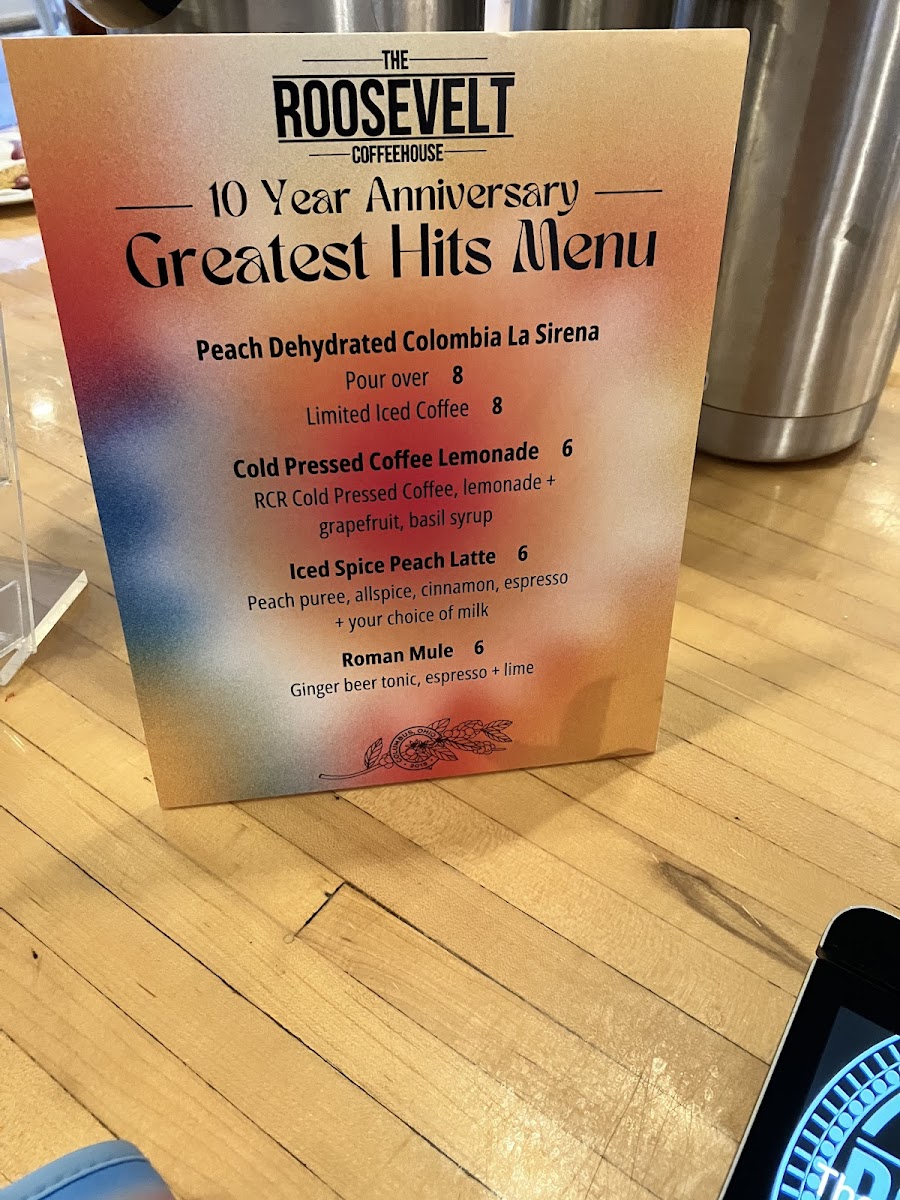 THE
ROOSEVELT
COFFEEHOUSE
10 Year Anniversary
Greatest Hits Menu
Peach Dehydrated Colombia La Sirena
Pour over 8
Limited Iced Coffee 8
Cold Pressed Coffee Lemonade 6
RCR Cold Pressed Coffee, lemonade +
grapefruit, basil syrup
Iced Spice Peach Latte 6
Peach puree, allspice, cinnamon, espresso
+ your choice of milk
Roman Mule 6
Ginger beer tonic, espresso + lime
COLUMBUS, OHIO